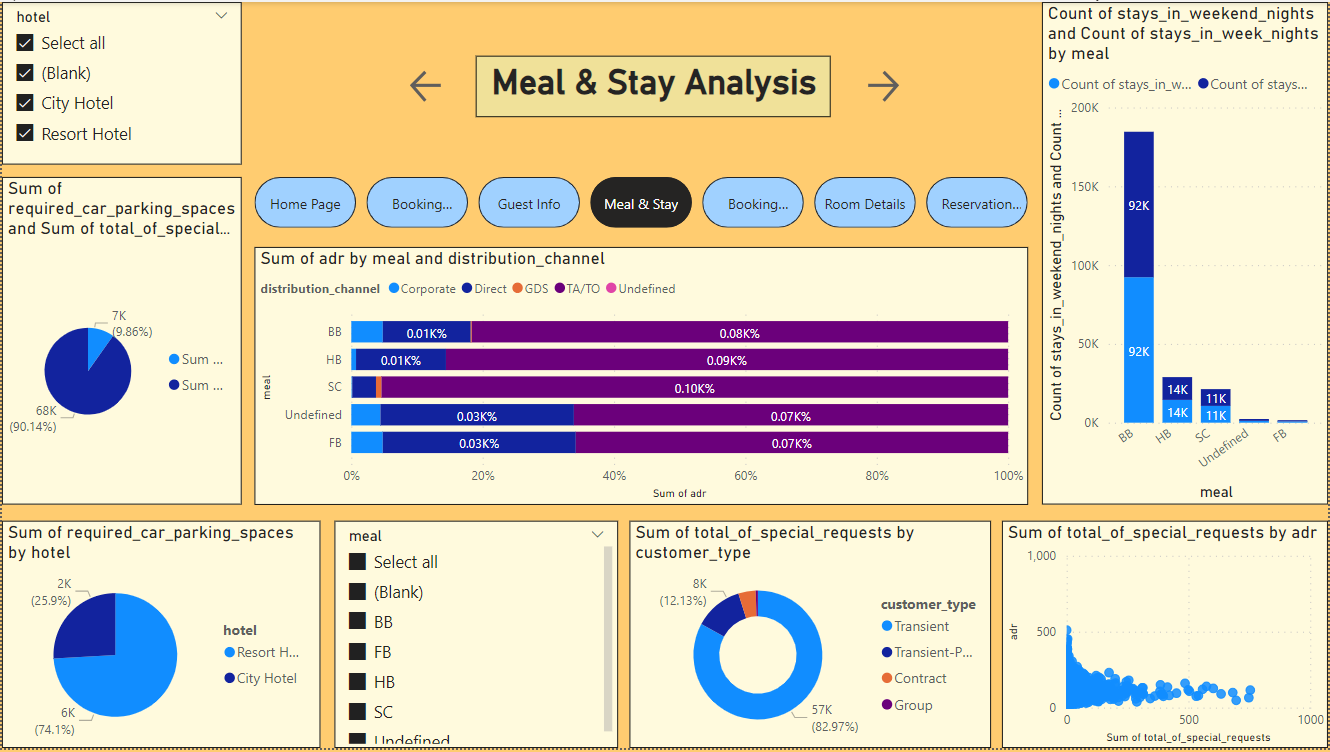 hotel
Select all
(Blank)
City Hotel
Resort Hotel
Meal & Stay Analysis
Count of stays_in_weekend_nights
and Count of stays_in_week_nights
by meal
Count of stays_in_w... Count of stays...
Count of stays_in_weekend_nights and Count ...
200K
150K
100K
50K
0K
92K
92K
14K
14K
11K
11K
BB
HB
SC
Undefined
FB
meal
Sum of
required_car_parking_spaces
and Sum of total_of_special...
7K
(9.86%)
68K
(90.14%)
Sum ...
Sum ...
Home Page
Booking...
Guest Info
Meal & Stay
Booking...
Room Details
Reservation...
Sum of adr by meal and distribution_channel
distribution_channel Corporate Direct GDS TA/TO Undefined
meal
BB 0.01K% 0.08K%
HB 0.01K% 0.09K%
SC 0.10K%
Undefined 0.03K% 0.07K%
FB 0.03K% 0.07K%
0% 20% 40% 60% 80% 100%
Sum of adr
Sum of required_car_parking_spaces
by hotel
2K
(25.9%)
6K
(74.1%)
hotel
Resort H...
City Hotel
meal
Select all
(Blank)
BB
FB
HB
SC
Undefined
Sum of total_of_special_requests by
customer_type
8K
(12.13%)
57K
(82.97%)
customer_type
Transient
Transient-P...
Contract
Group
Sum of total_of_special_requests by adr
adr
1,000
500
0
0 500 1000
Sum of total_of_special_requests